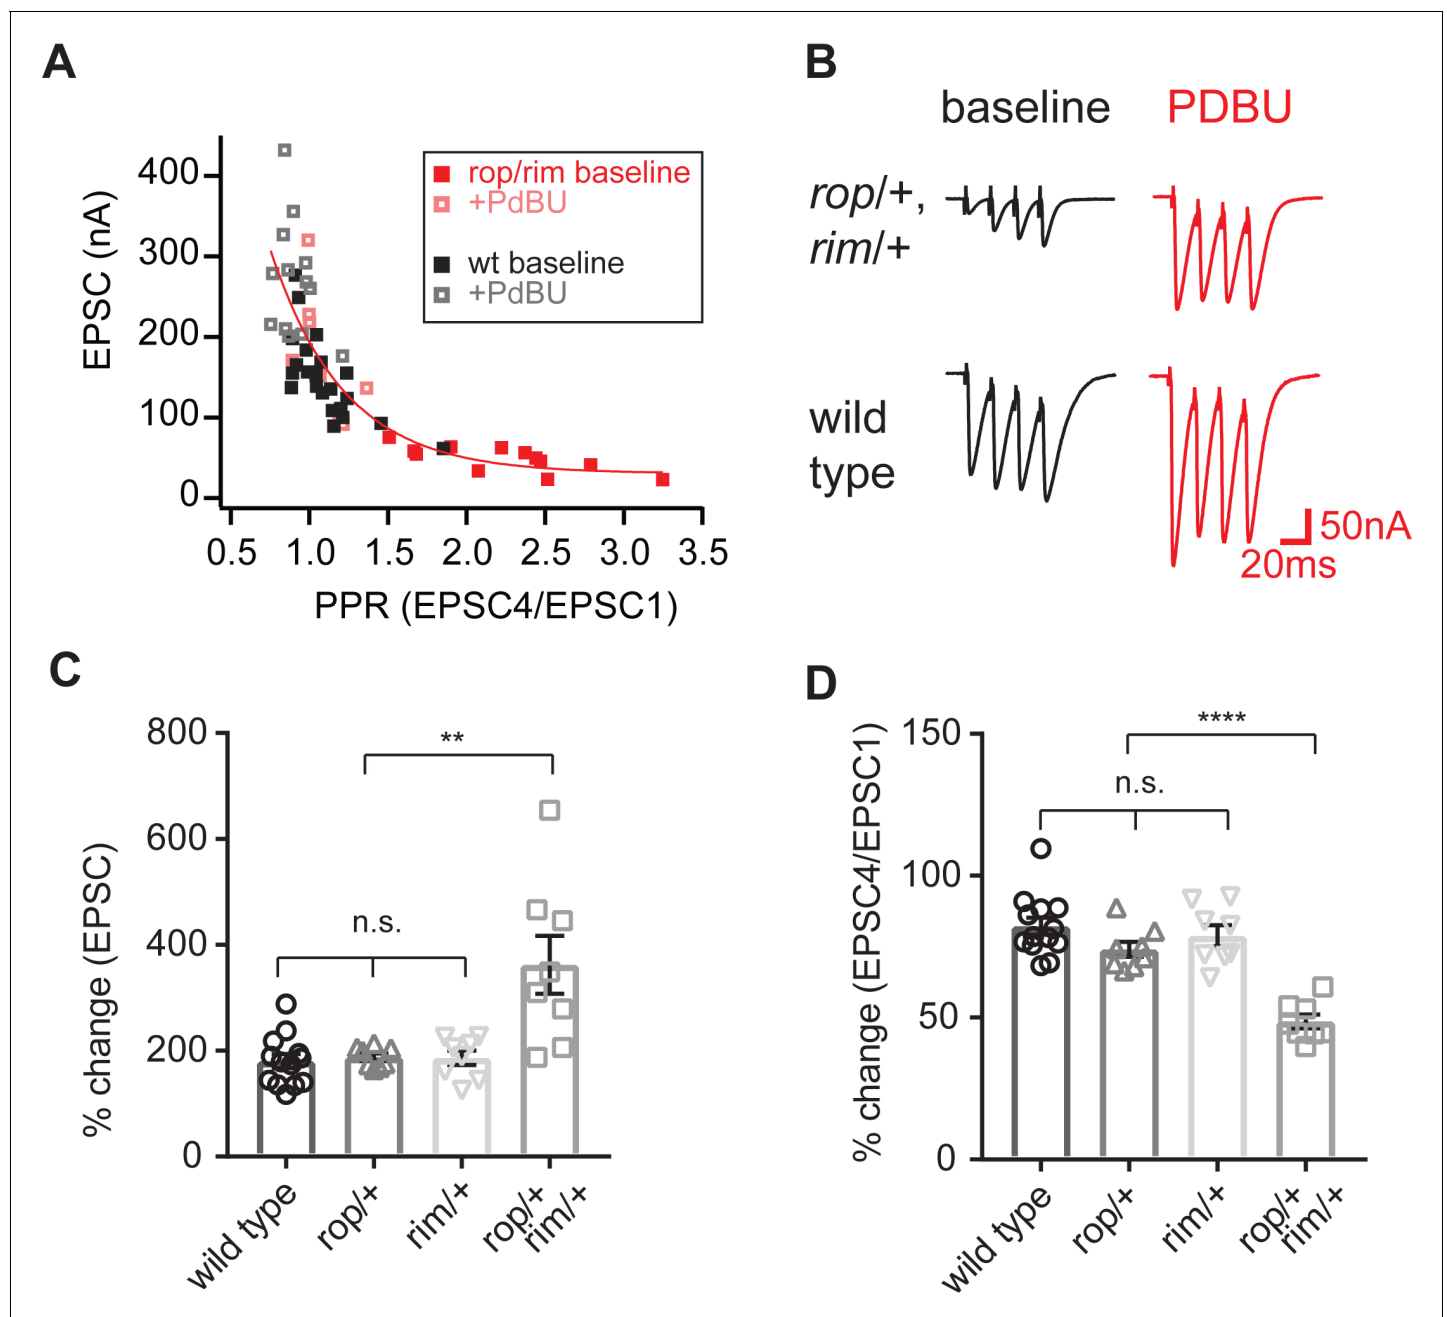 A
EPSC (nA)
400
300
200
100
0
0.5 1.0 1.5 2.0 2.5 3.0 3.5
PPR (EPSC4/EPSC1)
rop/rim baseline
+PdBU
wt baseline
+PdBU
B
baseline PDBU
rop/+,
rim/+
wild
type
50nA
20ms
C
% change (EPSC)
800
600
400
200
0
**
n.s.
wild type
rop/+
rim/+
rop/+
rim/+
D
% change (EPSC4/EPSC1)
150
100
50
0
****
n.s.
wild type
rop/+
rim/+
rop/+
rim/+